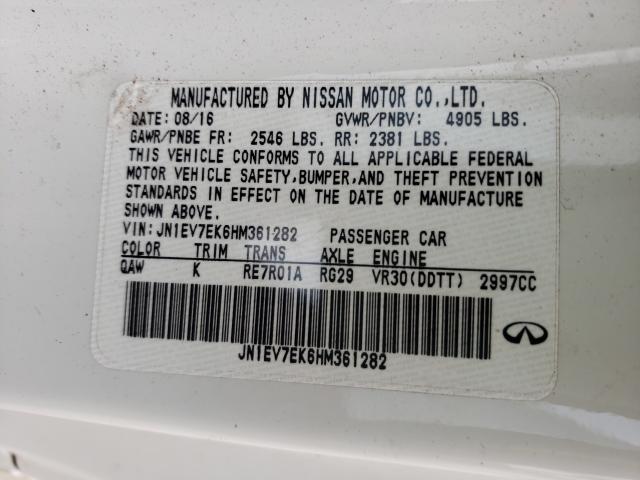 MANUFACTURED BY NISSAN MOTOR CO.,LTD.
DATE: 08/16 GVWR/PNBV: 4905 LBS.
GAWR/PNBE FR: 2546 LBS. RR: 2381 LBS.
THIS VEHICLE CONFORMS TO ALL APPLICABLE FEDERAL
MOTOR VEHICLE SAFETY,BUMPER,AND THEFT PREVENTION
STANDARDS IN EFFECT ON THE DATE OF MANUFACTURE
SHOWN ABOVE.
VIN: JN1EV7EK6HM361282 PASSENGER CAR
COLOR TRIM TRANS AXLE ENGINE
QAW K RE7R01A RG29 VR30(DDTT) 2997CC
JN1EV7EK6HM361282